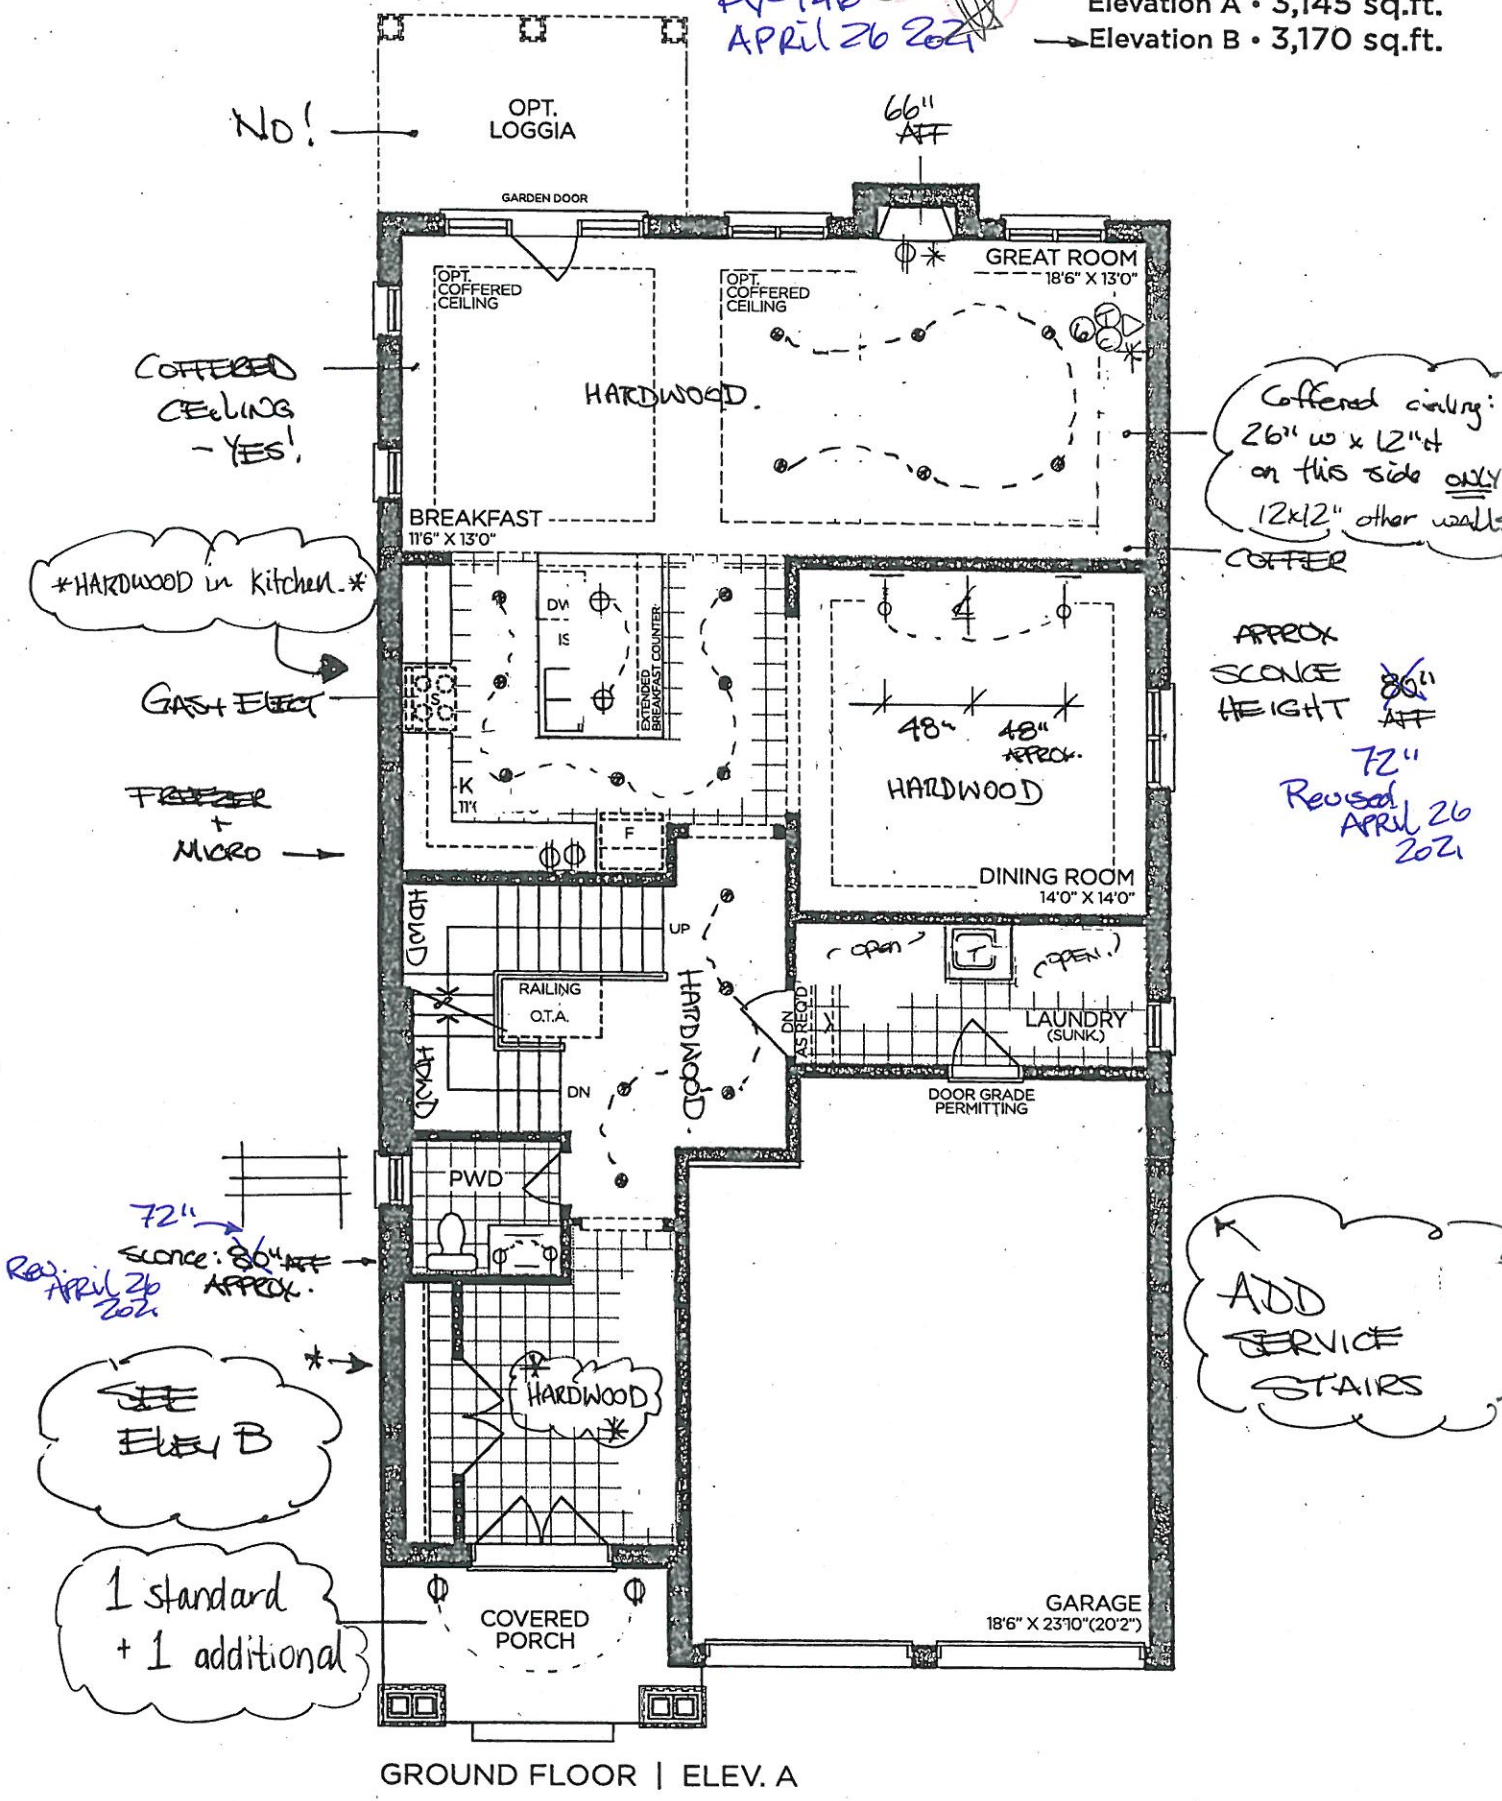 APRIL 26 2021
Elevation A • 3,145 sq.ft.
Elevation B • 3,170 sq.ft.
NO!
OPT.
LOGGIA
66"
AFF
GARDEN DOOR
OPT.
COFFERED
CEILING
OPT.
COFFERED
CEILING
GREAT ROOM
18'6" X 13'0"
T
6
C
COFFERED
CEILING
- YES!
HARDWOOD.
Coffered ceiling:
26" w x 12"H
on this side ONLY
12x12" other walls
COFFER
BREAKFAST
11'6" X 13'0"
*HARDWOOD in kitchen.*
DW
IS
EXTENDED
BREAKFAST COUNTER
GAS + ELECT
S
APPROX
SCONCE
HEIGHT 80"
AFF
72"
Revised
APRIL 26
2021
48" 48"
APPROX.
HARDWOOD
K
11'
FREEZER
+
MICRO
F
DINING ROOM
14'0" X 14'0"
HDWD
UP
RAILING
O.T.A.
HARDWOOD.
open
T
OPEN.
DN
AS REQ'D
LAUNDRY
(SUNK.)
HDWD
DN
DOOR GRADE
PERMITTING
PWD
72"
Sconce: 80" AFF
APPROX.
Rev.
APRIL 26
2021
ADD
SERVICE
STAIRS
*
SEE
ELEV B
*
HARDWOOD
*
1 standard
+ 1 additional
COVERED
PORCH
GARAGE
18'6" X 23'10"(20'2")
GROUND FLOOR | ELEV. A